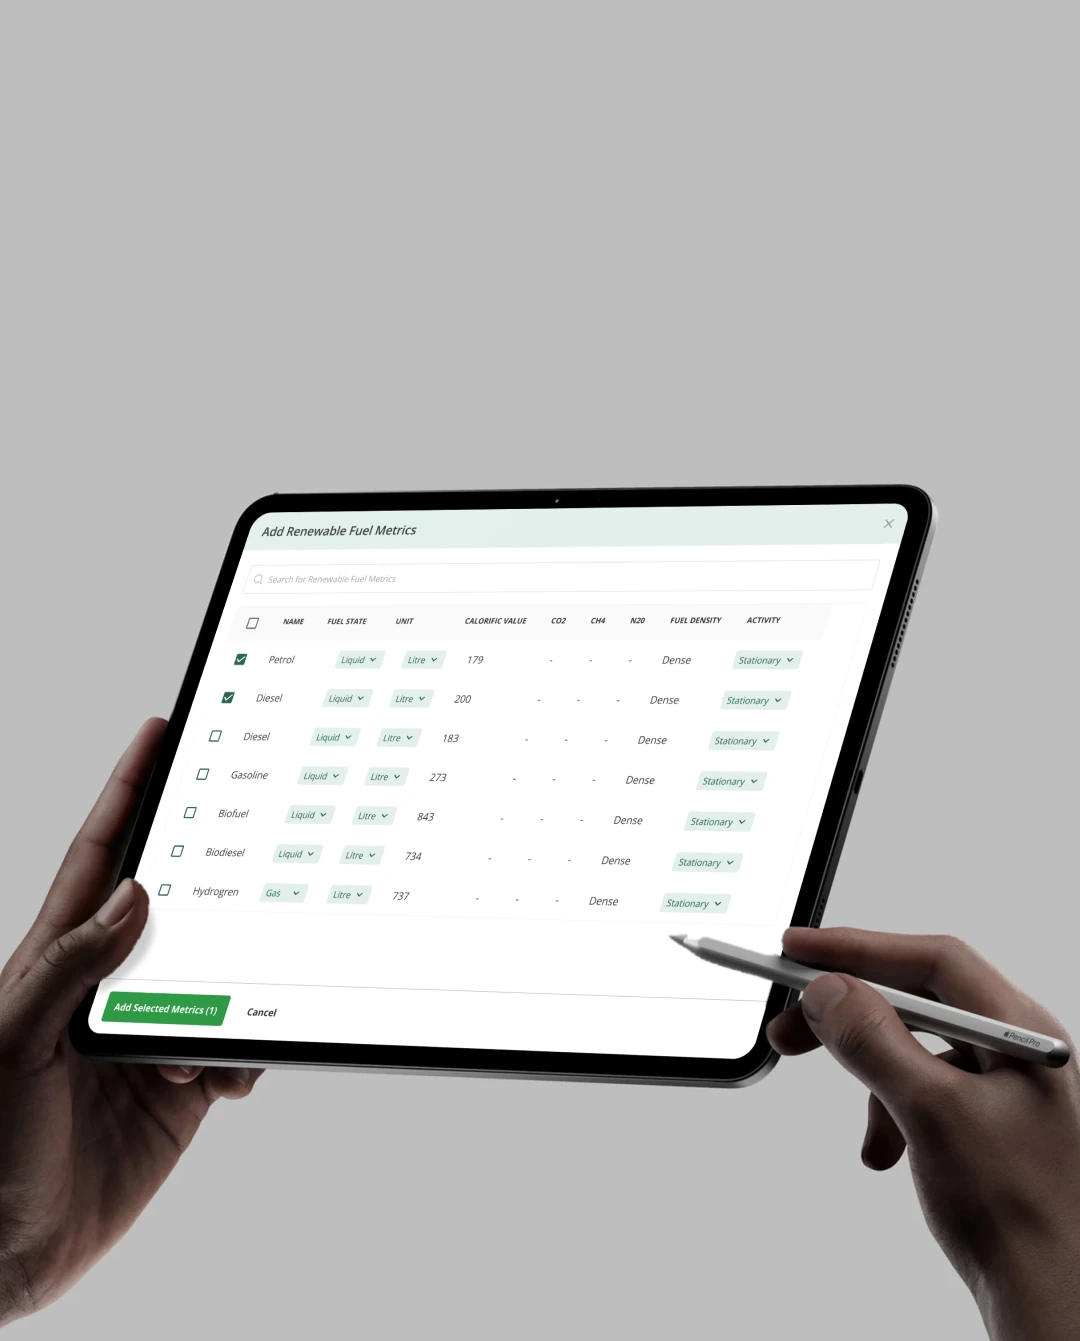 Add Renewable Fuel Metrics
Search for Renewable Fuel Metrics
NAME FUEL STATE UNIT CALORIFIC VALUE CO2 CH4 N20 FUEL DENSITY ACTIVITY
Petrol Liquid Litre 179 - - - Dense Stationary
Diesel Liquid Litre 200 - - - Dense Stationary
Diesel Liquid Litre 183 - - - Dense Stationary
Gasoline Liquid Litre 273 - - - Dense Stationary
Biofuel Liquid Litre 843 - - - Dense Stationary
Biodiesel Liquid Litre 734 - - - Dense Stationary
Hydrogren Gas Litre 737 - - - Dense Stationary
Add Selected Metrics (1) Cancel
Pencil Pro